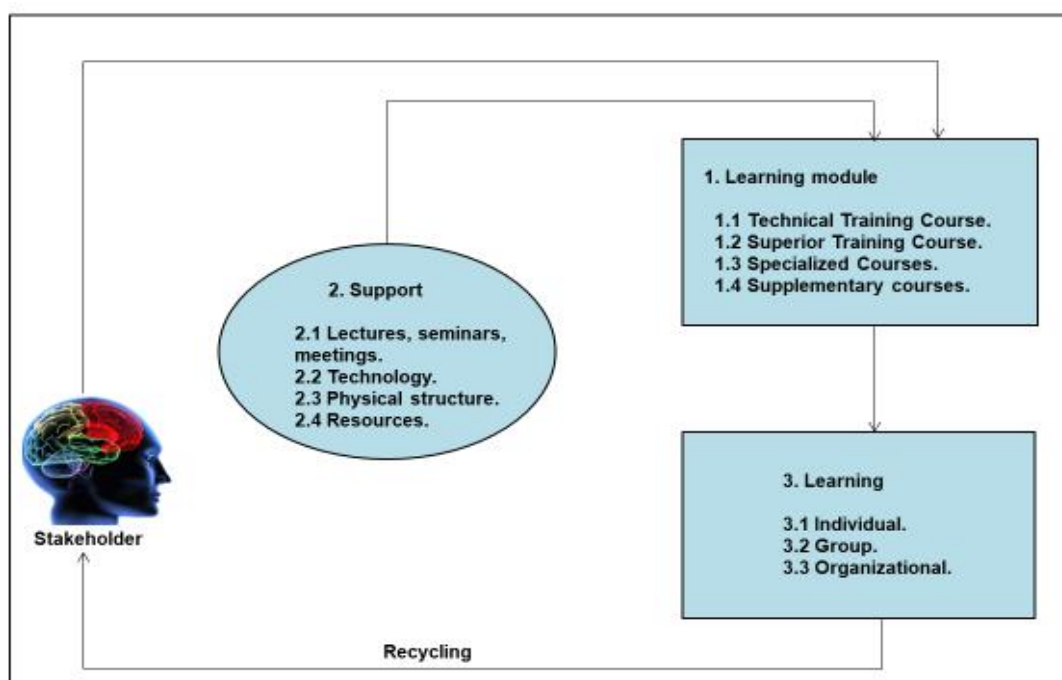 1. Learning module
1.1 Technical Training Course.
1.2 Superior Training Course.
1.3 Specialized Courses.
1.4 Supplementary courses.
2. Support
2.1 Lectures, seminars,
meetings.
2.2 Technology.
2.3 Physical structure.
2.4 Resources.
3. Learning
3.1 Individual.
3.2 Group.
3.3 Organizational.
Stakeholder
Recycling